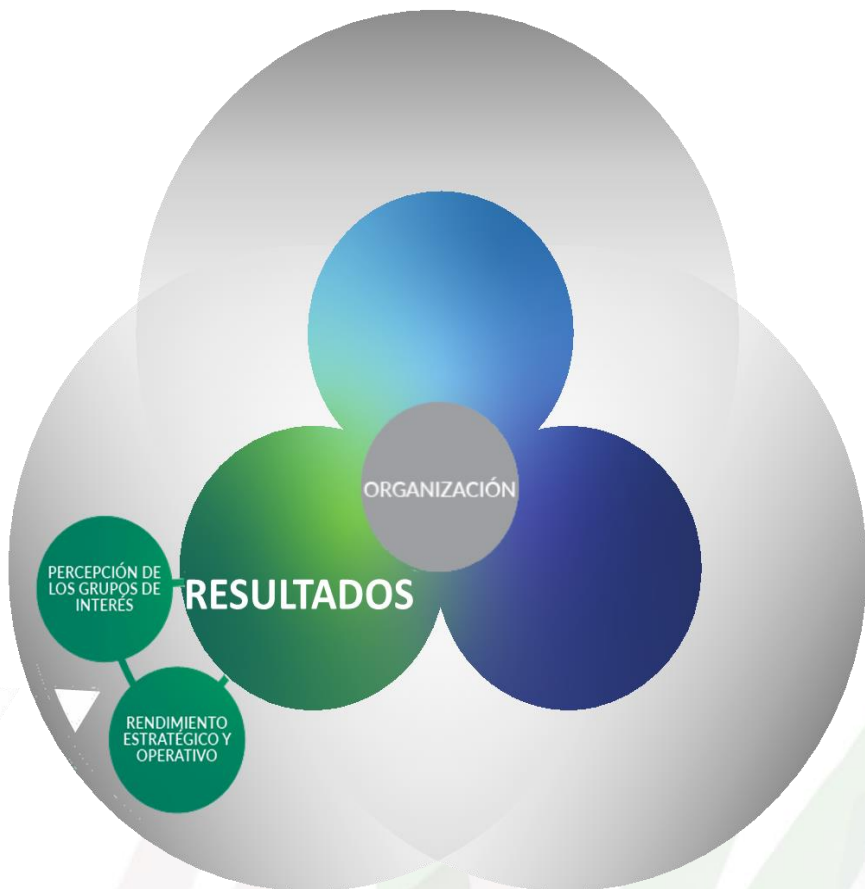 ORGANIZACIÓN
PERCEPCIÓN DE
LOS GRUPOS DE
INTERÉS
RESULTADOS
RENDIMIENTO
ESTRATÉGICO Y
OPERATIVO